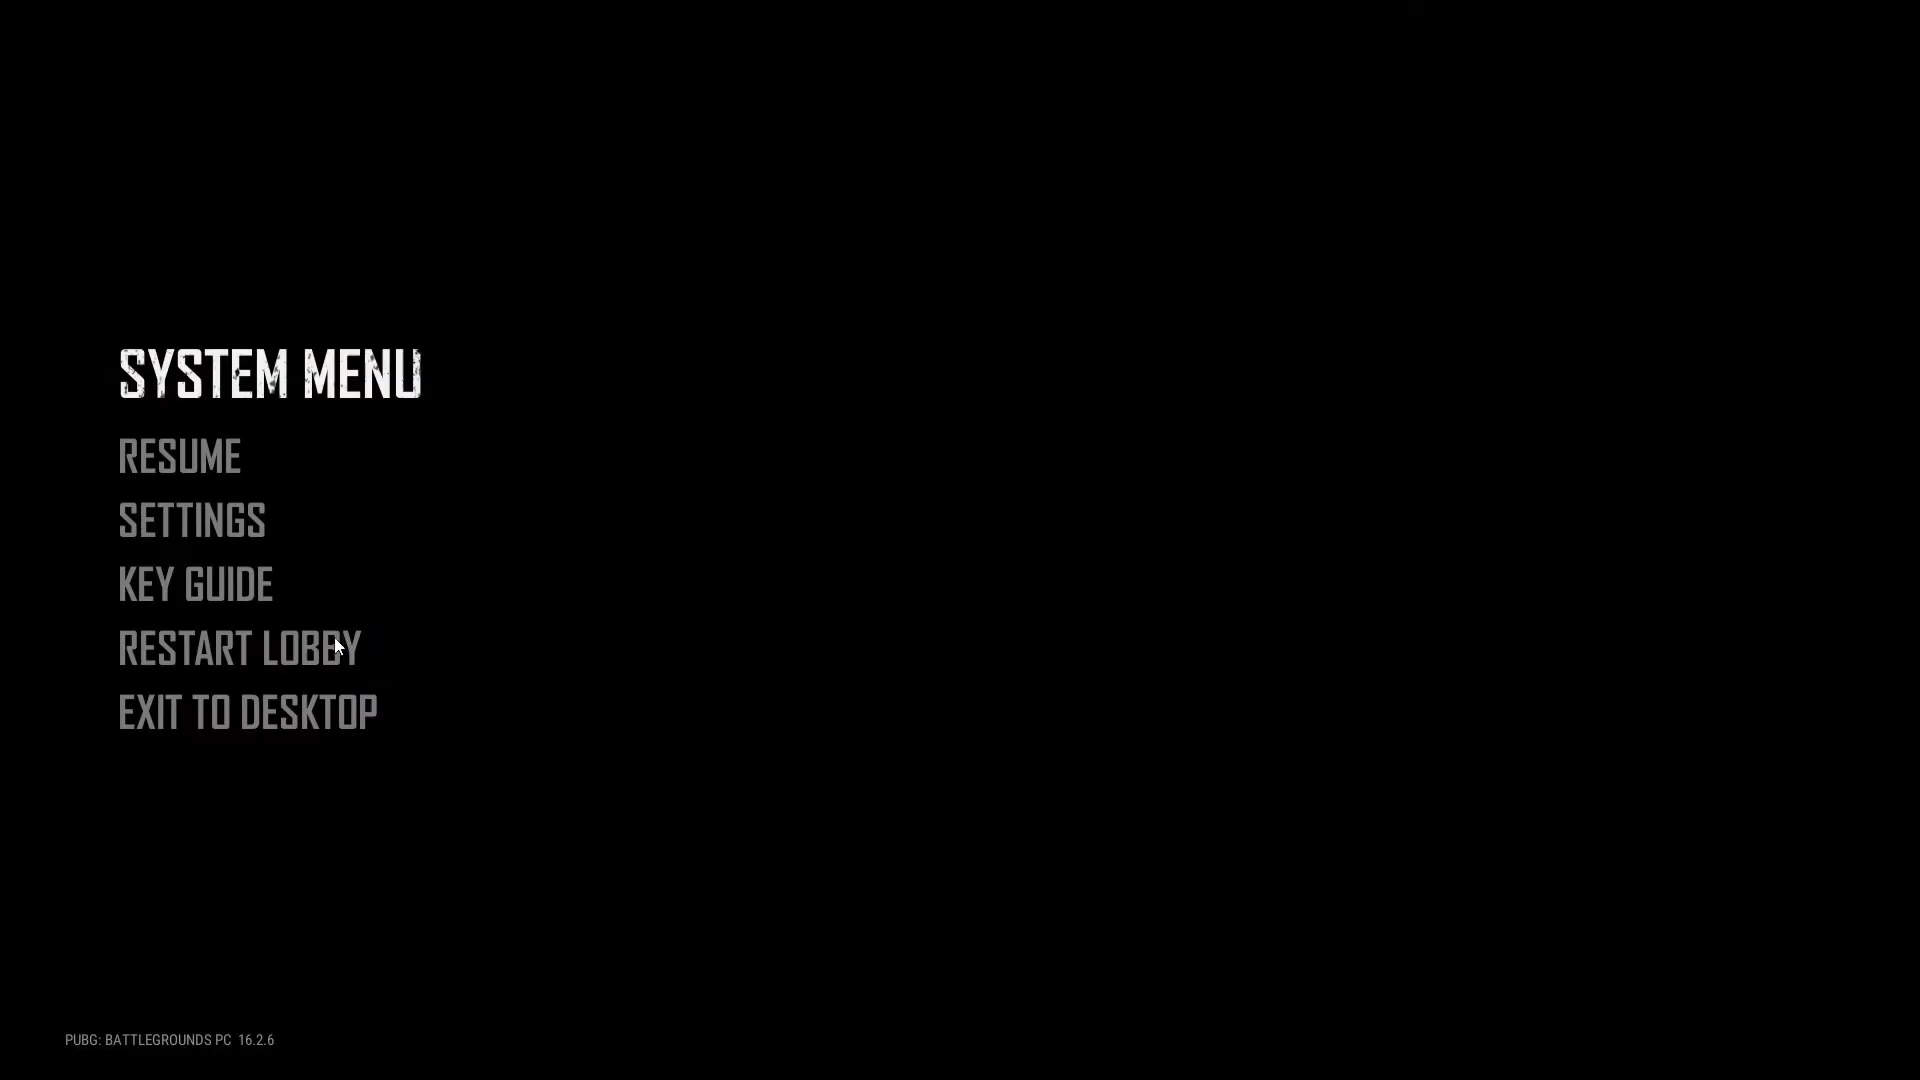 SYSTEM MENU
RESUME
SETTINGS
KEY GUIDE
RESTART LOBBY
EXIT TO DESKTOP
PUBG: BATTLEGROUNDS PC 16.2.6